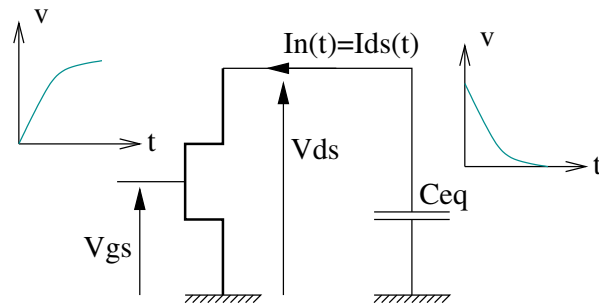 v
t
In(t)=Ids(t)
Vds
Vgs
Ceq
v
t